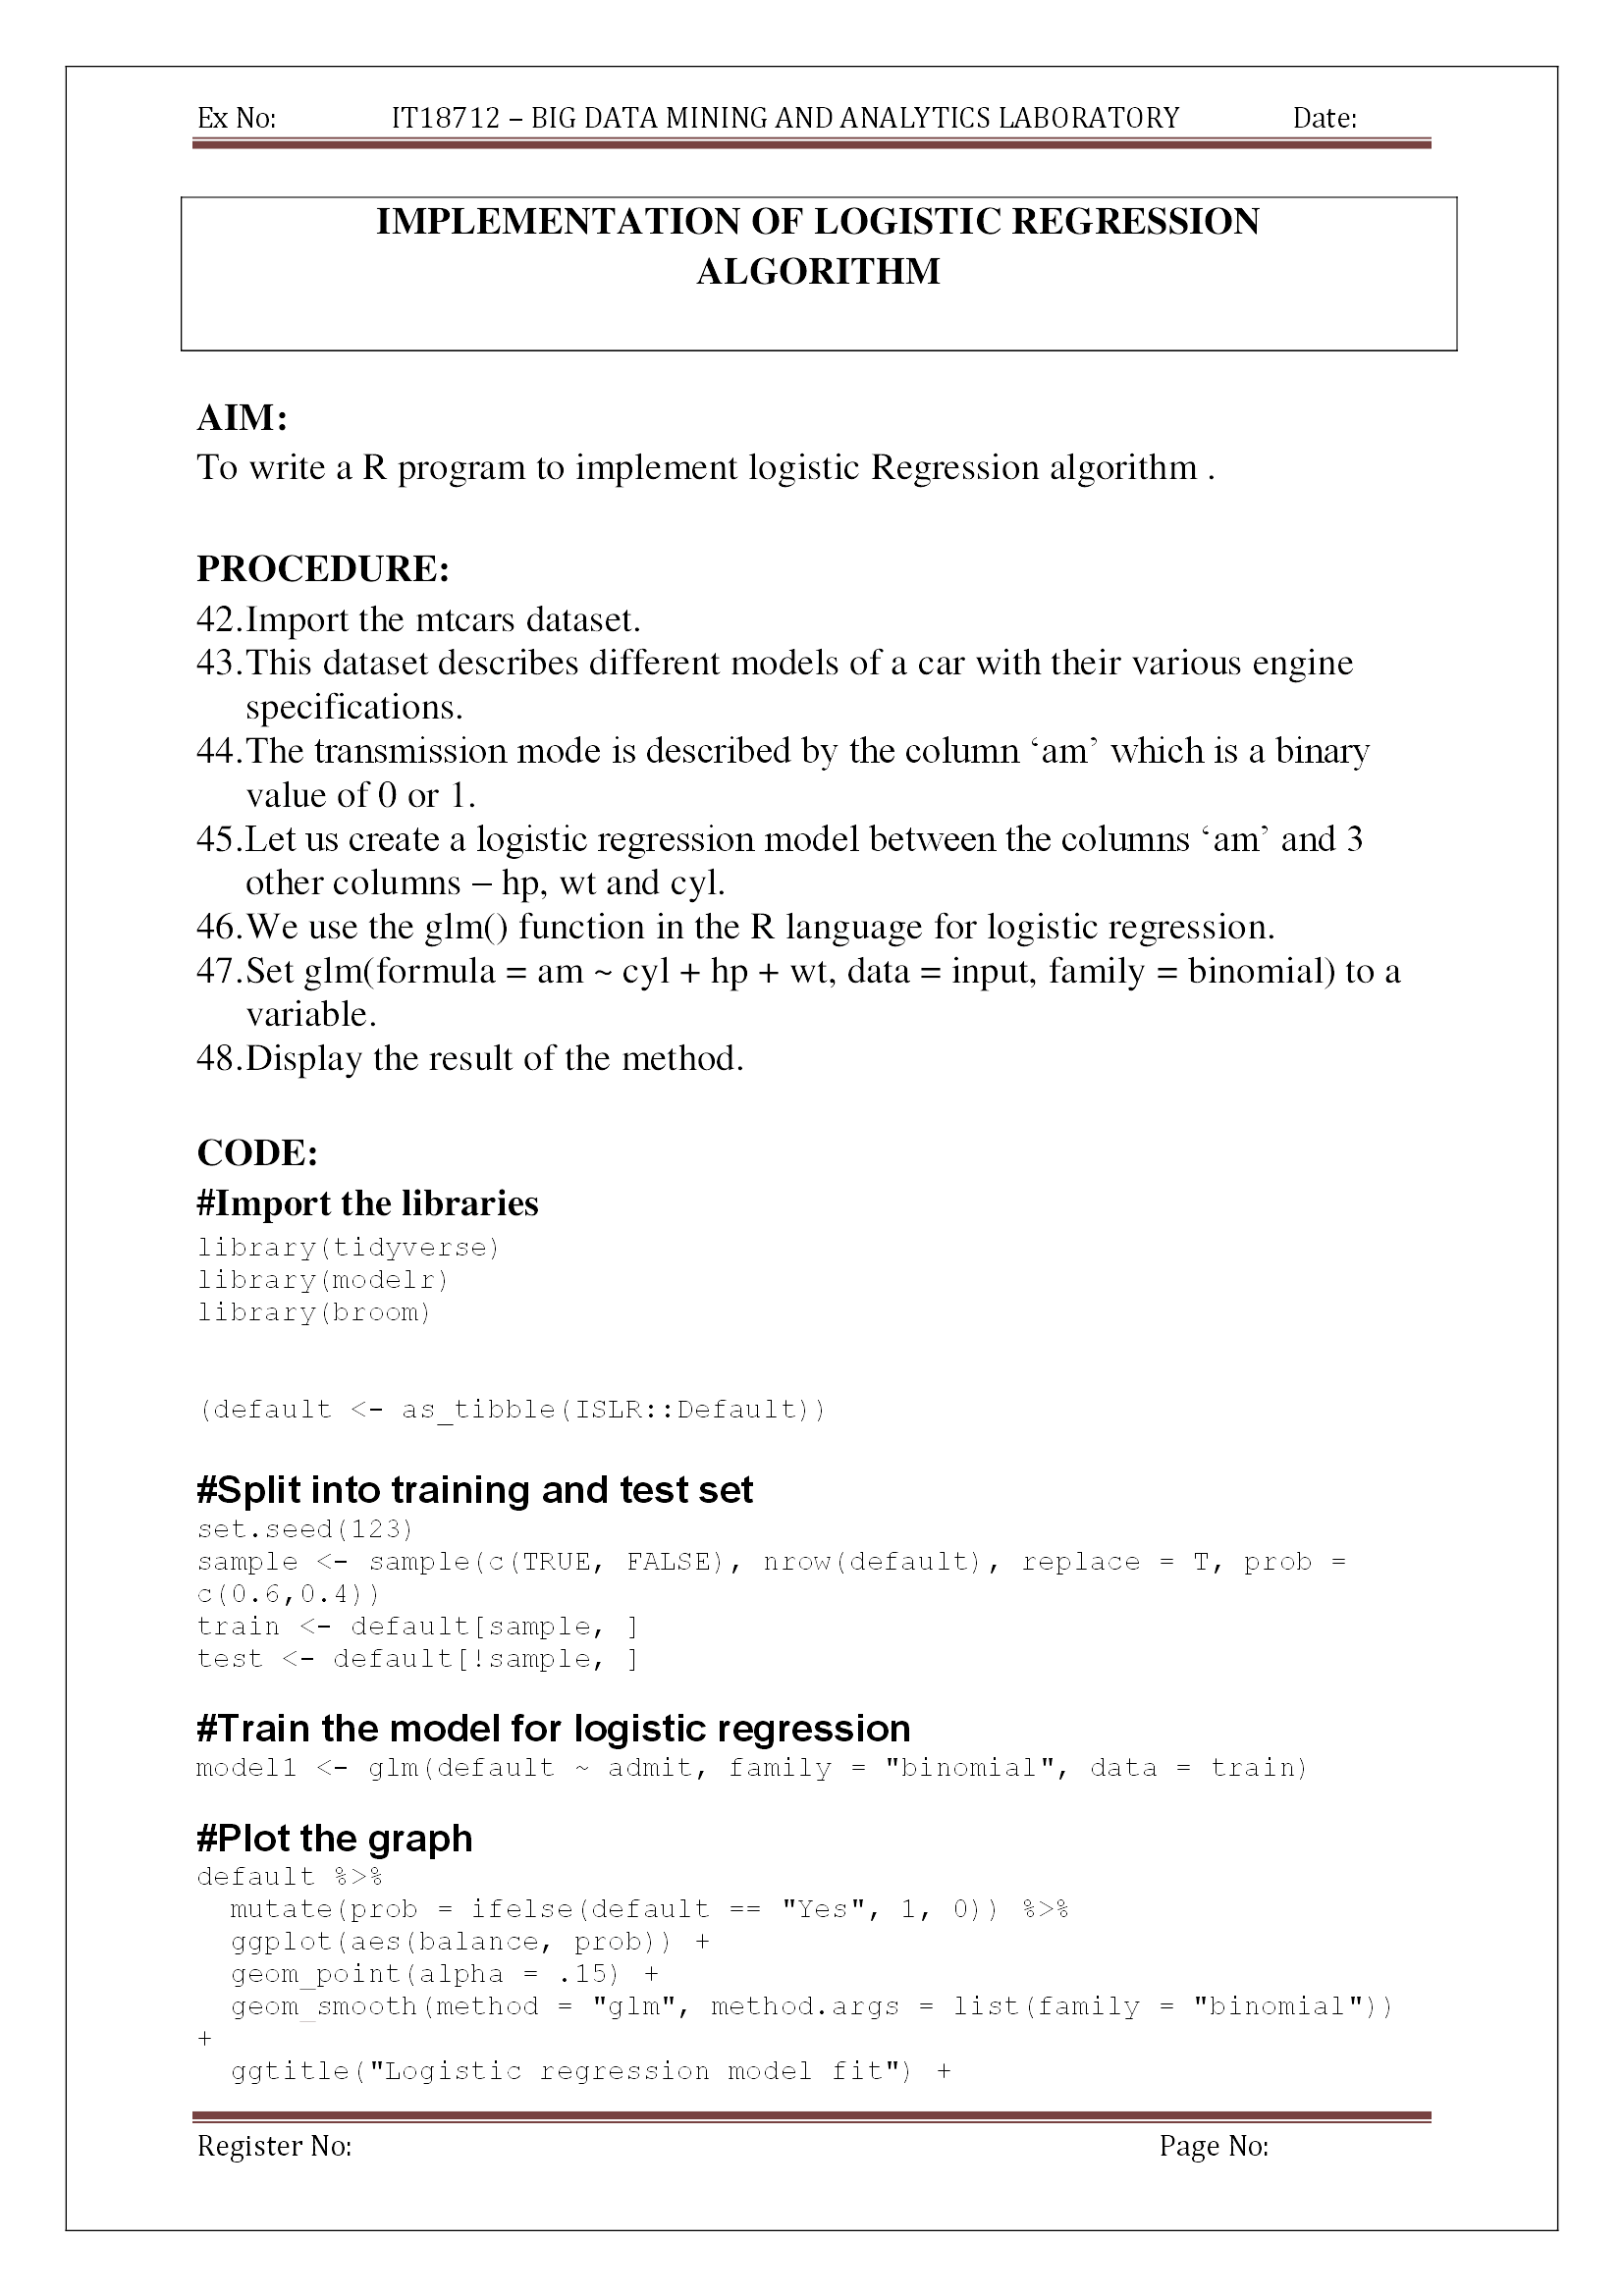 Ex No: IT18712 – BIG DATA MINING AND ANALYTICS LABORATORY Date:
IMPLEMENTATION OF LOGISTIC REGRESSION
ALGORITHM
AIM:
To write a R program to implement logistic Regression algorithm .
PROCEDURE:
42.Import the mtcars dataset.
43.This dataset describes different models of a car with their various engine
specifications.
44.The transmission mode is described by the column ‘am’ which is a binary
value of 0 or 1.
45.Let us create a logistic regression model between the columns ‘am’ and 3
other columns – hp, wt and cyl.
46.We use the glm() function in the R language for logistic regression.
47.Set glm(formula = am ~ cyl + hp + wt, data = input, family = binomial) to a
variable.
48.Display the result of the method.
CODE:
#Import the libraries
library(tidyverse)
library(modelr)
library(broom)
(default <- as_tibble(ISLR::Default))
#Split into training and test set
set.seed(123)
sample <- sample(c(TRUE, FALSE), nrow(default), replace = T, prob =
c(0.6,0.4))
train <- default[sample, ]
test <- default[!sample, ]
#Train the model for logistic regression
model1 <- glm(default ~ admit, family = "binomial", data = train)
#Plot the graph
default %>%
  mutate(prob = ifelse(default == "Yes", 1, 0)) %>%
  ggplot(aes(balance, prob)) +
  geom_point(alpha = .15) +
  geom_smooth(method = "glm", method.args = list(family = "binomial"))
+
  ggtitle("Logistic regression model fit") +
Register No: Page No: